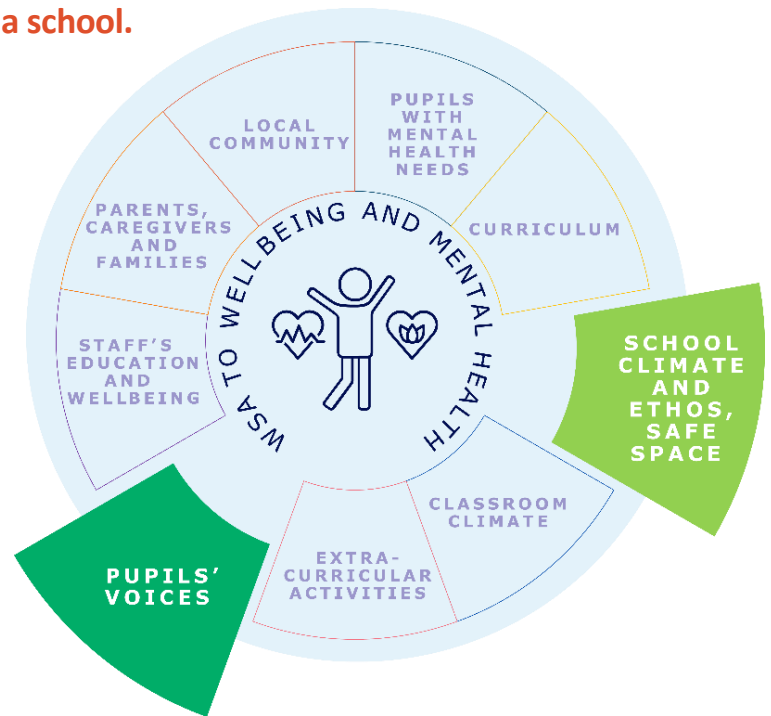 a school.
LOCAL
COMMUNITY
PUPILS
WITH
MENTAL
HEALTH
NEEDS
PARENTS,
CAREGIVERS
AND
FAMILIES
CURRICULUM
WSA TO WELLBEING AND MENTAL HEALTH
STAFF'S
EDUCATION
AND
WELLBEING
SCHOOL
CLIMATE
AND
ETHOS,
SAFE
SPACE
CLASSROOM
CLIMATE
EXTRA-
CURRICULAR
ACTIVITIES
PUPILS'
VOICES